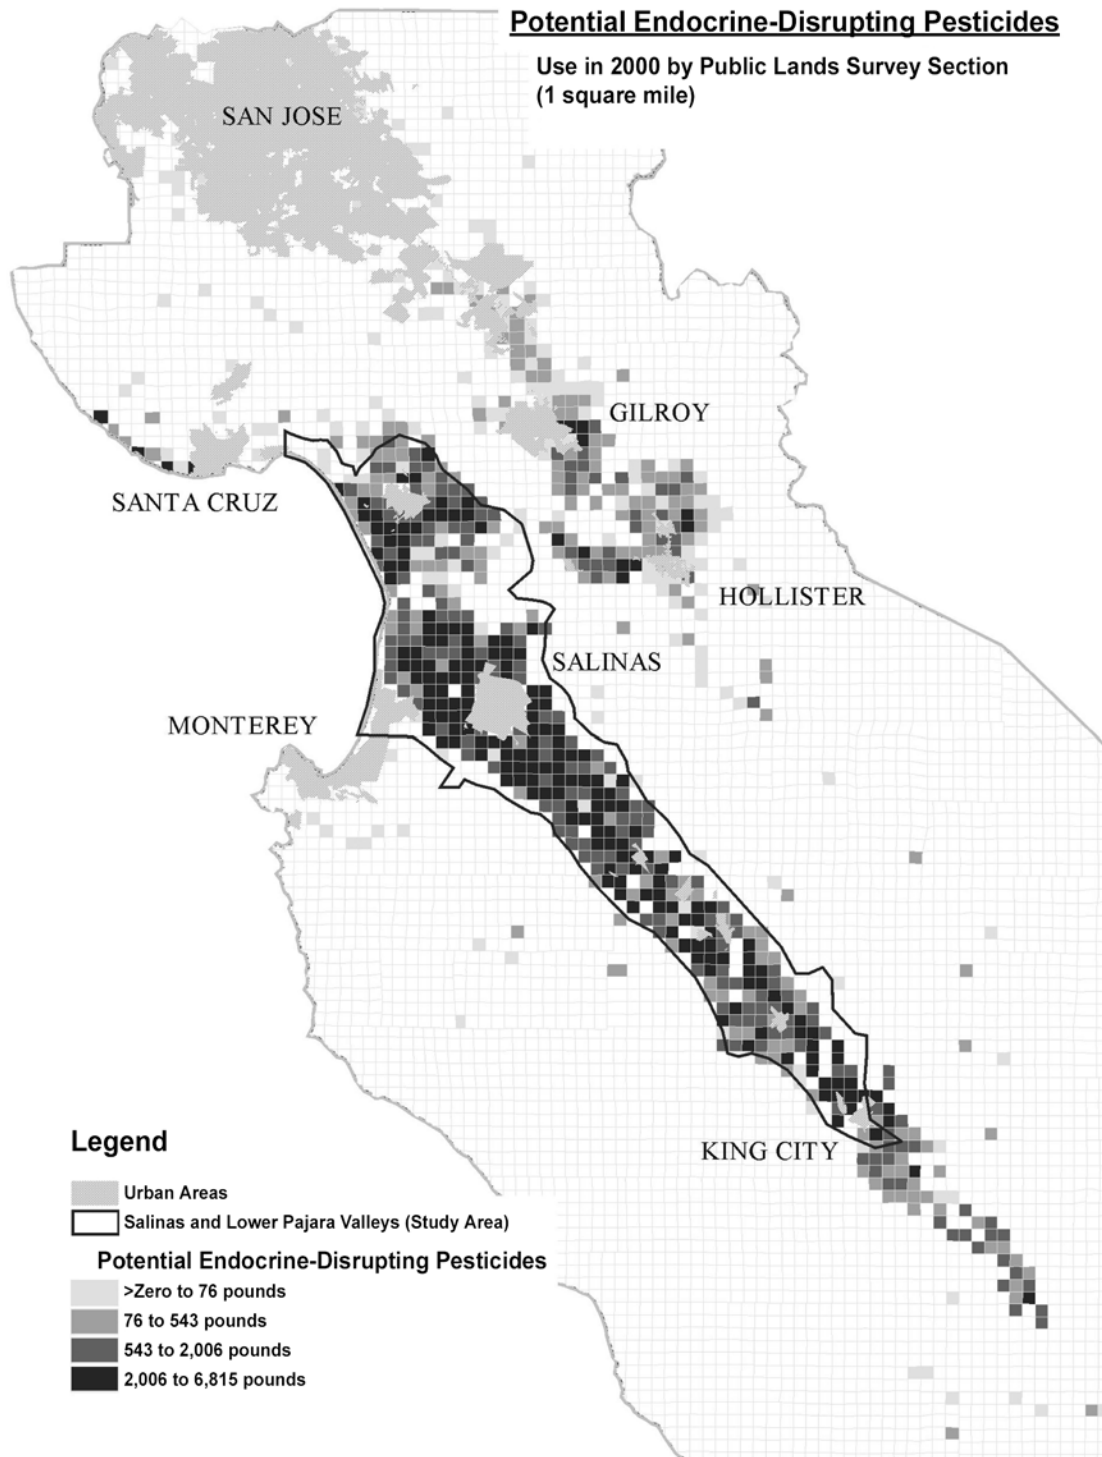 Potential Endocrine-Disrupting Pesticides
Use in 2000 by Public Lands Survey Section
(1 square mile)
SAN JOSE
GILROY
SANTA CRUZ
HOLLISTER
SALINAS
MONTEREY
KING CITY
Legend
Urban Areas
Salinas and Lower Pajara Valleys (Study Area)
Potential Endocrine-Disrupting Pesticides
>Zero to 76 pounds
76 to 543 pounds
543 to 2,006 pounds
2,006 to 6,815 pounds